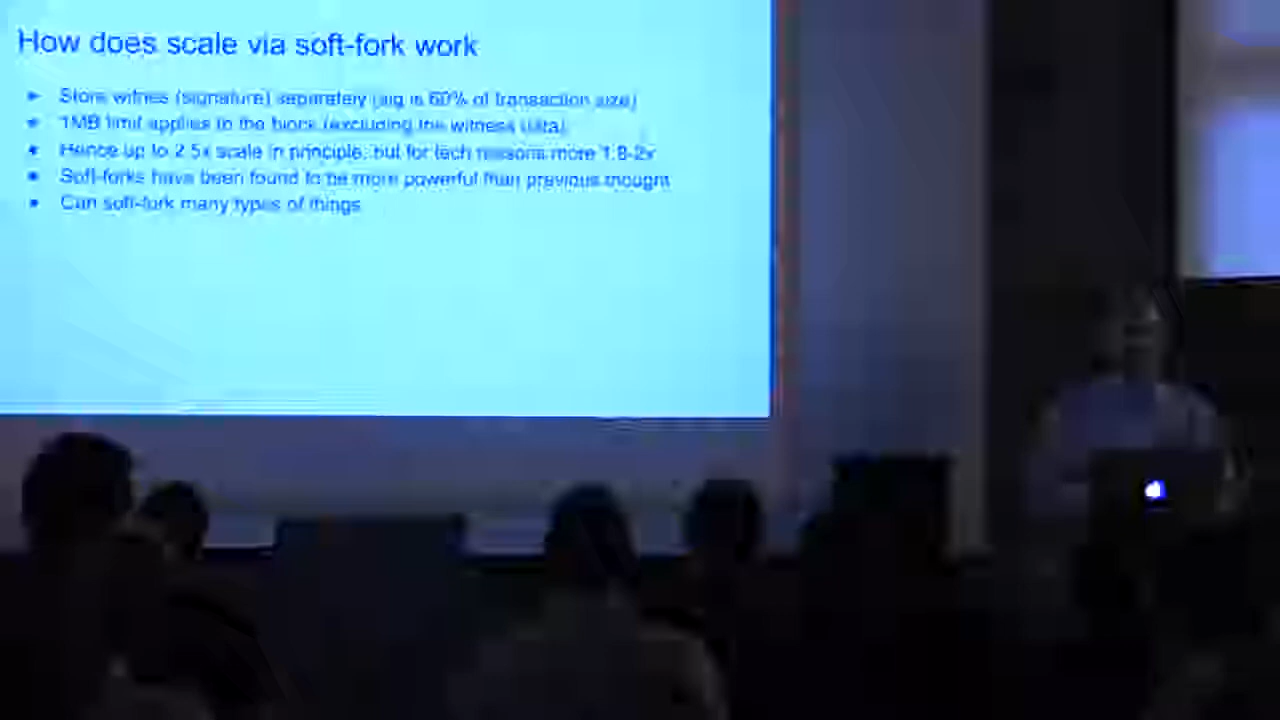 How does scale via soft-fork work
Store witness (signature) separately (sig is 60% of transaction size)
1MB limit applies to the block (excluding the witness data)
Hence up to 2.5x scale in principle, but for tech reasons more 1.8-2x
Soft-forks have been found to be more powerful than previous thought
Can soft-fork many types of things